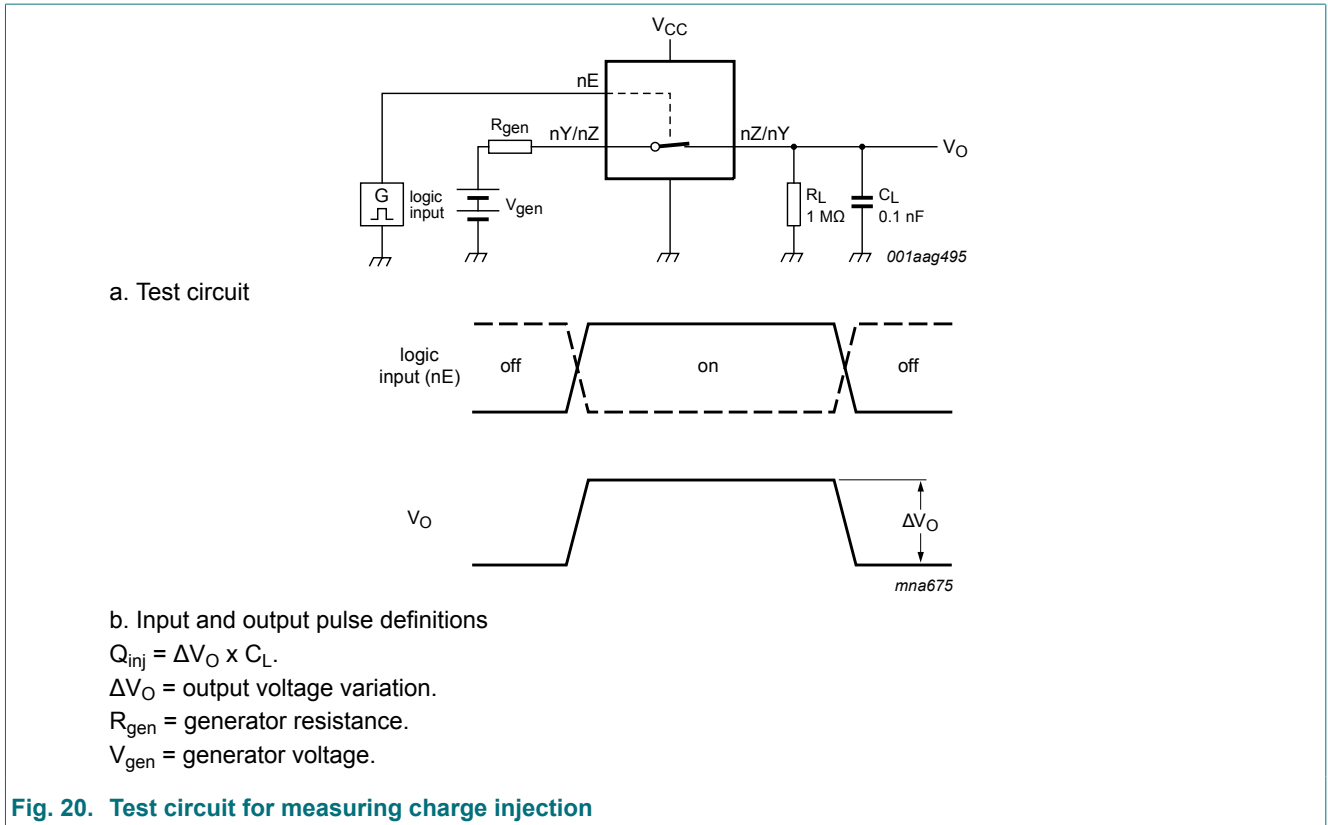 VCC
nE
Rgen
nY/nZ
nZ/nY
VO
G
logic
input
Vgen
RL
1 MΩ
CL
0.1 nF
001aag495
a. Test circuit
logic
input (nE)
off
on
off
VO
ΔVO
mna675
b. Input and output pulse definitions
Qinj = ΔVO x CL.
ΔVO = output voltage variation.
Rgen = generator resistance.
Vgen = generator voltage.
Fig. 20. Test circuit for measuring charge injection